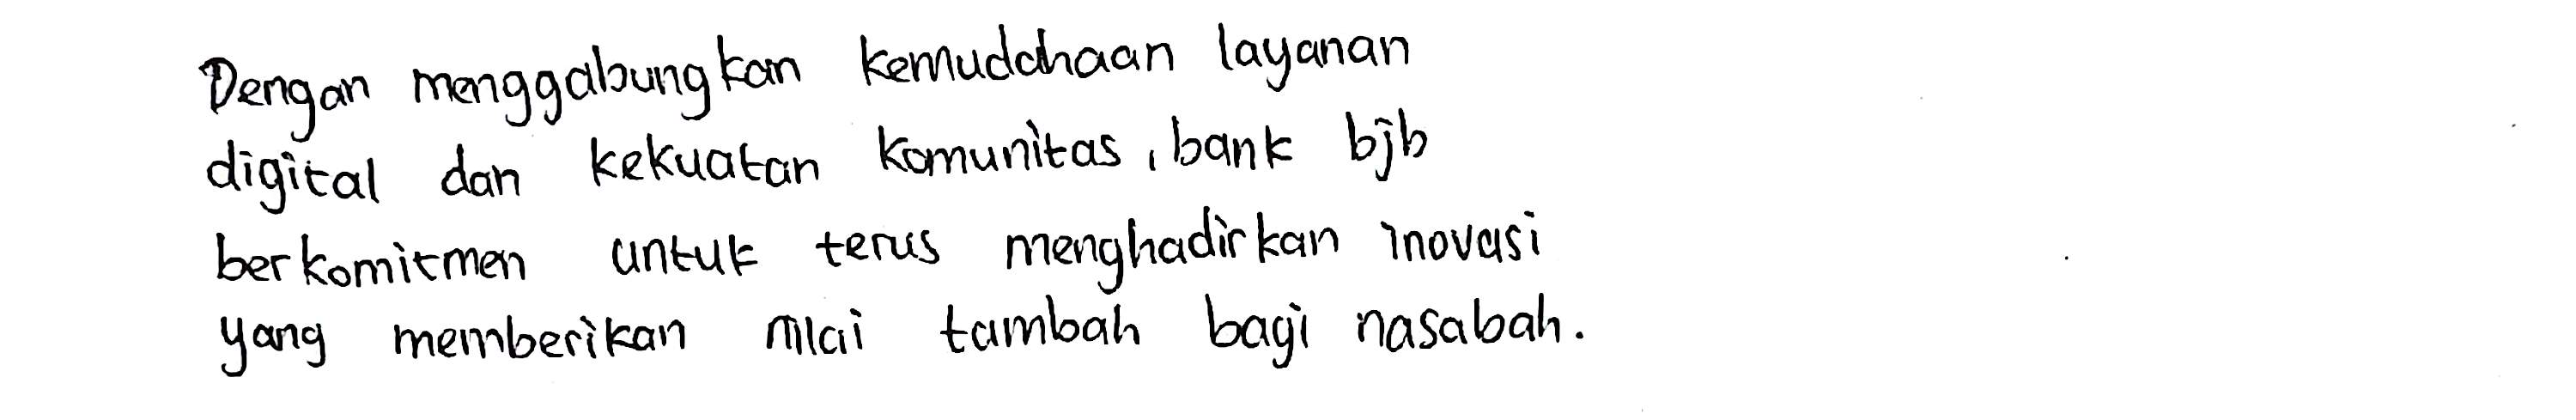 Dengan menggabungkan kemudahaan layanan
digital dan kekuatan komunitas, bank bjb
berkomitmen untuk terus menghadirkan inovasi
yang memberikan nilai tambah bagi nasabah.